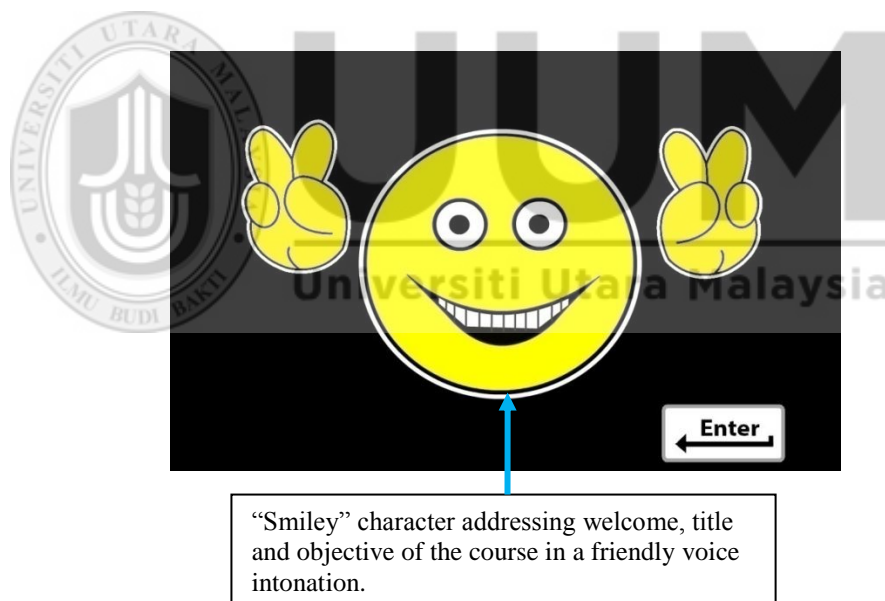 UNIVERSITI UTARA MALAYSIA
UUM
Universiti Utara Malaysia
ILMU BUDI BAKTI
Enter
“Smiley” character addressing welcome, title
and objective of the course in a friendly voice
intonation.